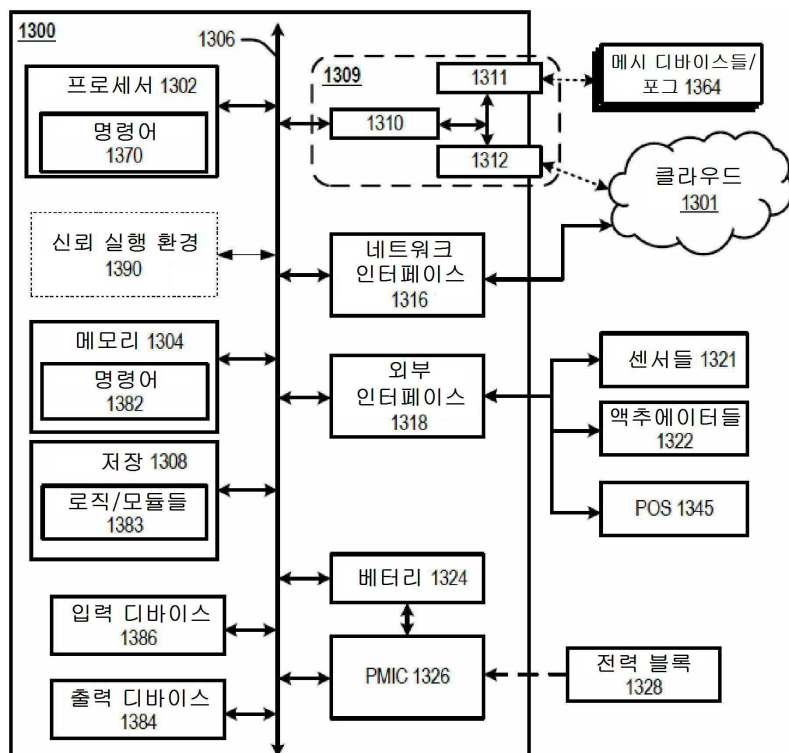 1300
1306
프로세서 1302
명령어
1370
1309
1311
1310
1312
메시 디바이스들/
포그 1364
클라우드
1301
신뢰 실행 환경
1390
네트워크
인터페이스
1316
메모리 1304
명령어
1382
외부
인터페이스
1318
센서들 1321
액추에이터들
1322
POS 1345
저장 1308
로직/모듈들
1383
베터리 1324
입력 디바이스
1386
PMIC 1326
전력 블록
1328
출력 디바이스
1384